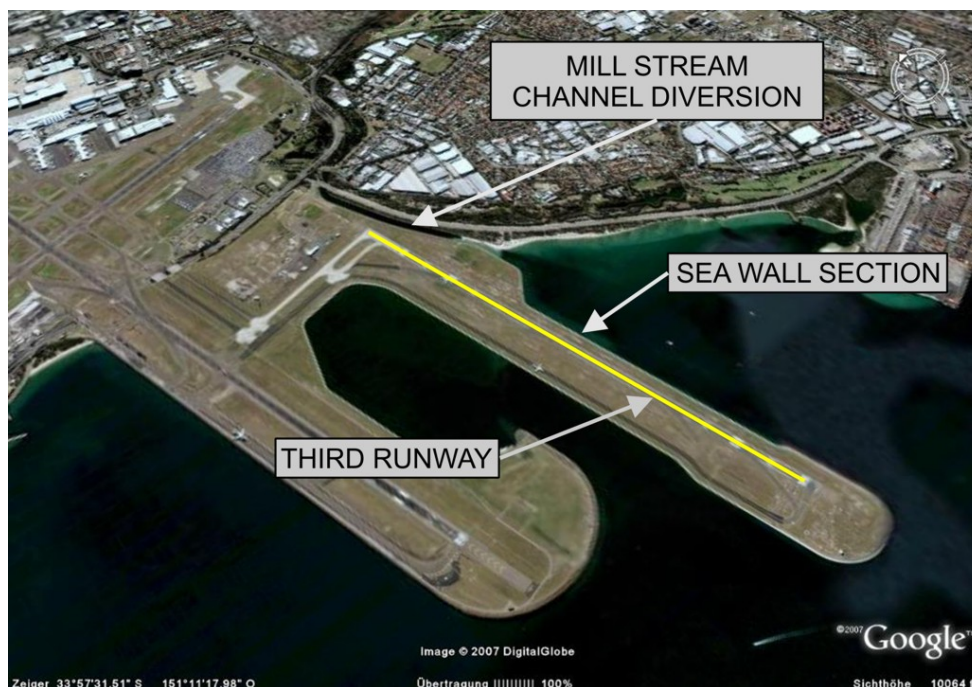 MILL STREAM
CHANNEL DIVERSION
SEA WALL SECTION
THIRD RUNWAY
©2007 Google
Image © 2007 DigitalGlobe
Zeiger 33°57'31.51" S 151°11'17.98" O Übertragung |||||||||| 100% Sichthöhe 10064